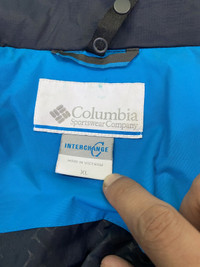 Columbia
Sportswear Company
INTERCHANGE
XL